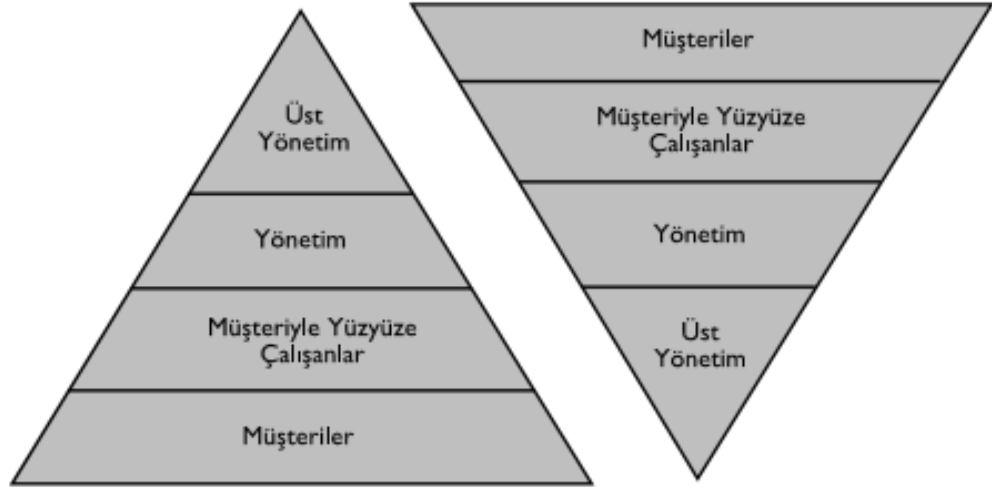 Üst
Yönetim
Yönetim
Müşteriyle Yüzyüze
Çalışanlar
Müşteriler
Müşteriler
Müşteriyle Yüzyüze
Çalışanlar
Yönetim
Üst
Yönetim